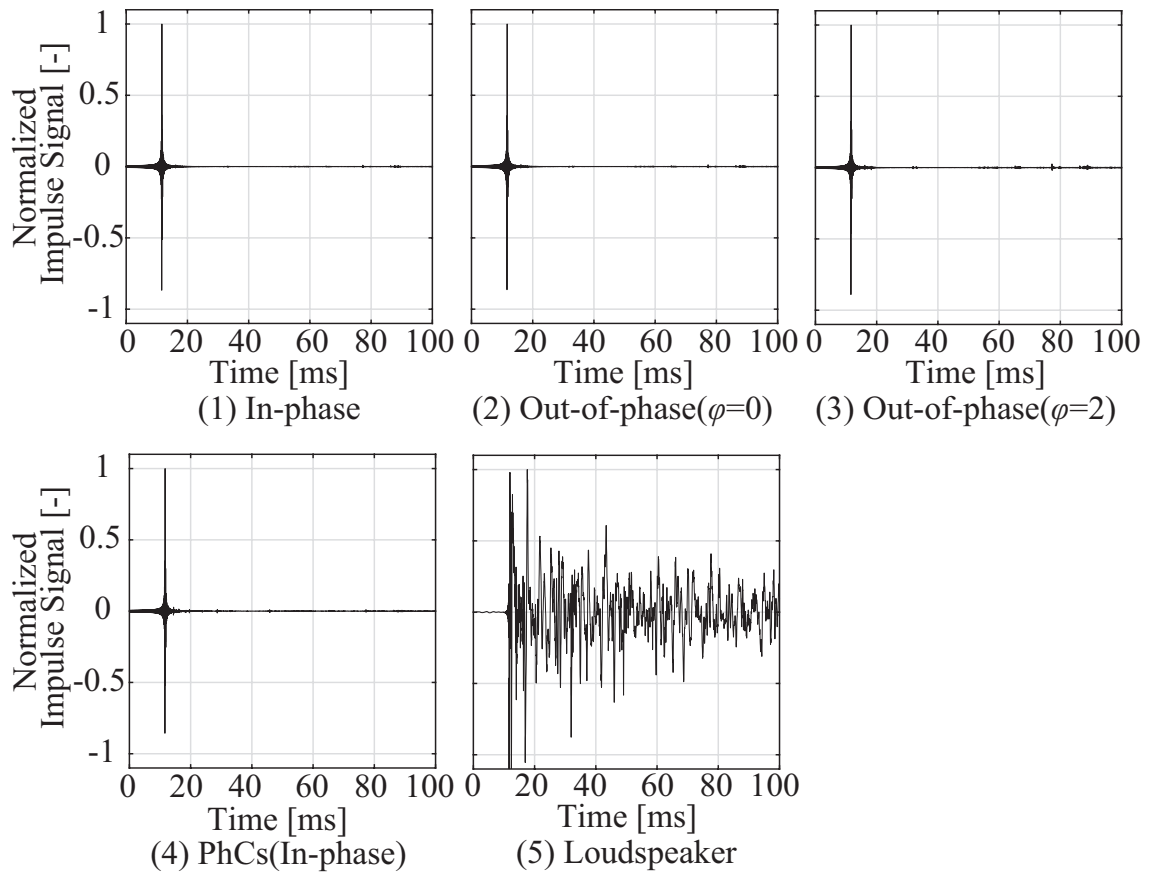 Normalized
Impulse Signal [-]
1
0.5
0
-0.5
-1
0 20 40 60 80 100
Time [ms]
(1) In-phase
0 20 40 60 80 100
Time [ms]
(2) Out-of-phase(φ=0)
0 20 40 60 80 100
Time [ms]
(3) Out-of-phase(φ=2)
Normalized
Impulse Signal [-]
1
0.5
0
-0.5
-1
0 20 40 60 80 100
Time [ms]
(4) PhCs(In-phase)
0 20 40 60 80 100
Time [ms]
(5) Loudspeaker